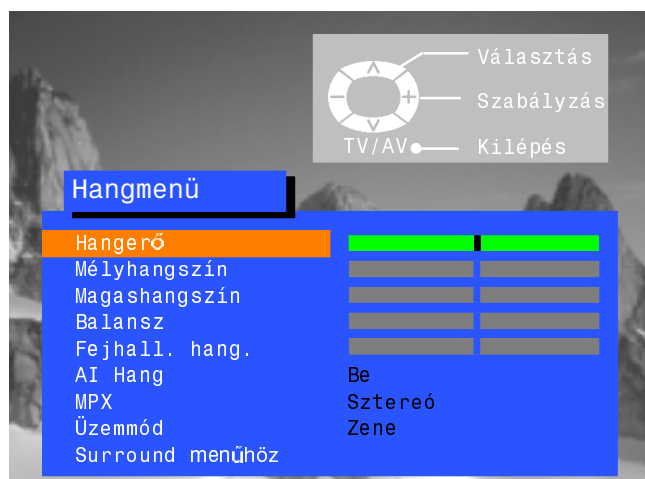 Választás
Szabályzás
TV/AV Kilépés
Hangmenü
Hangerő
Mélyhangszín
Magashangszín
Balansz
Fejhall. hang.
AI Hang Be
MPX Sztereó
Üzemmód Zene
Surround menűhöz